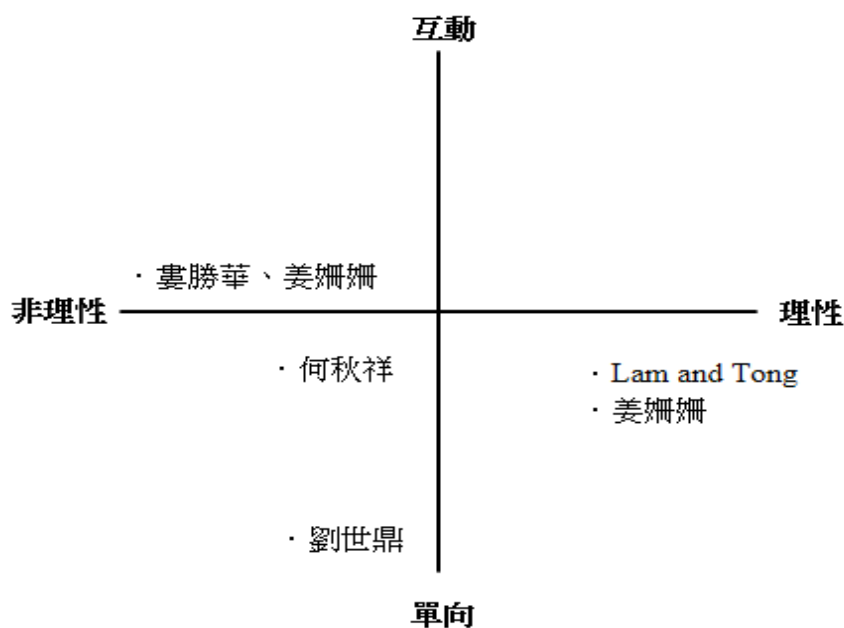 互動
·婁勝華、姜姍姍
非理性
理性
·何秋祥
·Lam and Tong
·姜姍姍
·劉世鼎
單向